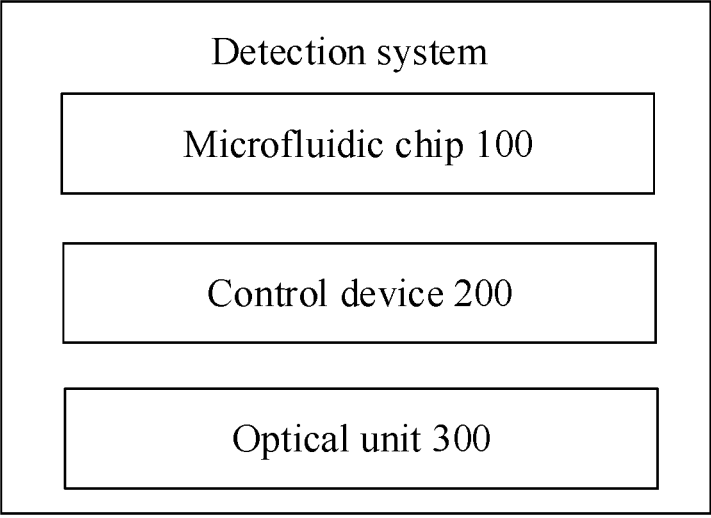 Detection system
Microfluidic chip 100
Control device 200
Optical unit 300